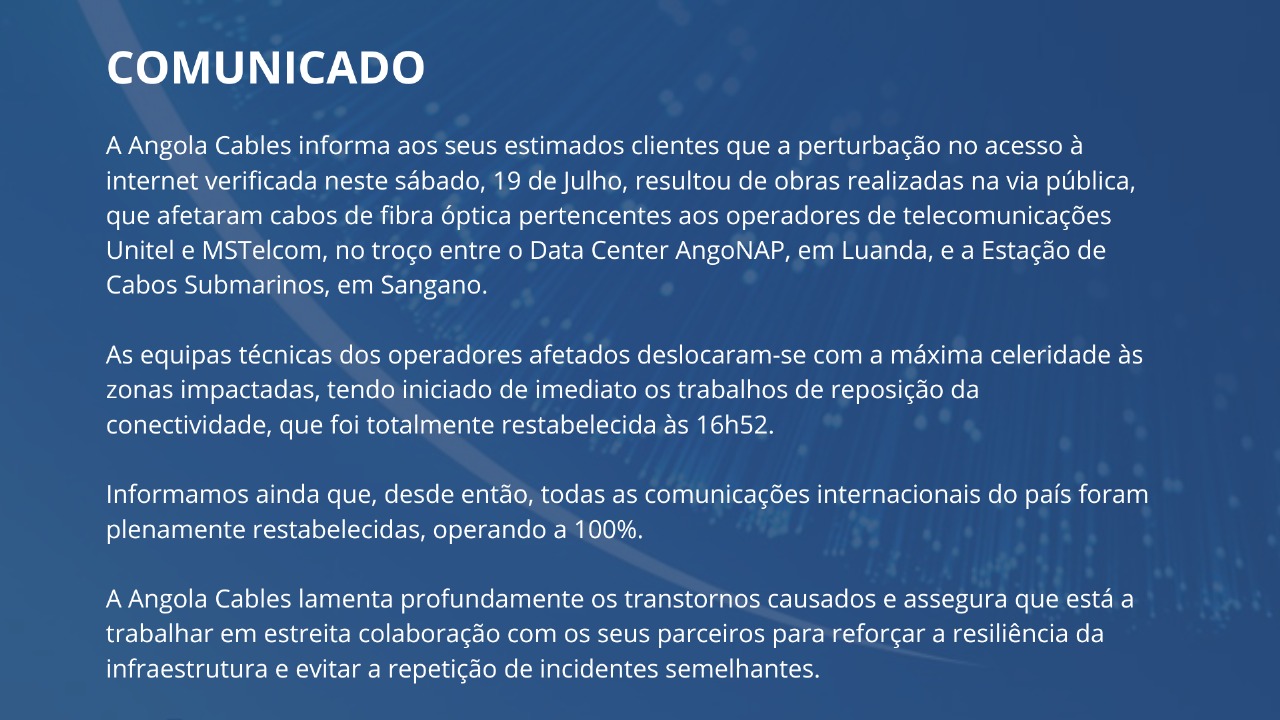 COMUNICADO
A Angola Cables informa aos seus estimados clientes que a perturbação no acesso à
internet verificada neste sábado, 19 de Julho, resultou de obras realizadas na via pública,
que afetaram cabos de fibra óptica pertencentes aos operadores de telecomunicações
Unitel e MSTelcom, no troço entre o Data Center AngoNAP, em Luanda, e a Estação de
Cabos Submarinos, em Sangano.
As equipas técnicas dos operadores afetados deslocaram-se com a máxima celeridade às
zonas impactadas, tendo iniciado de imediato os trabalhos de reposição da
conectividade, que foi totalmente restabelecida às 16h52.
Informamos ainda que, desde então, todas as comunicações internacionais do país foram
plenamente restabelecidas, operando a 100%.
A Angola Cables lamenta profundamente os transtornos causados e assegura que está a
trabalhar em estreita colaboração com os seus parceiros para reforçar a resiliência da
infraestrutura e evitar a repetição de incidentes semelhantes.